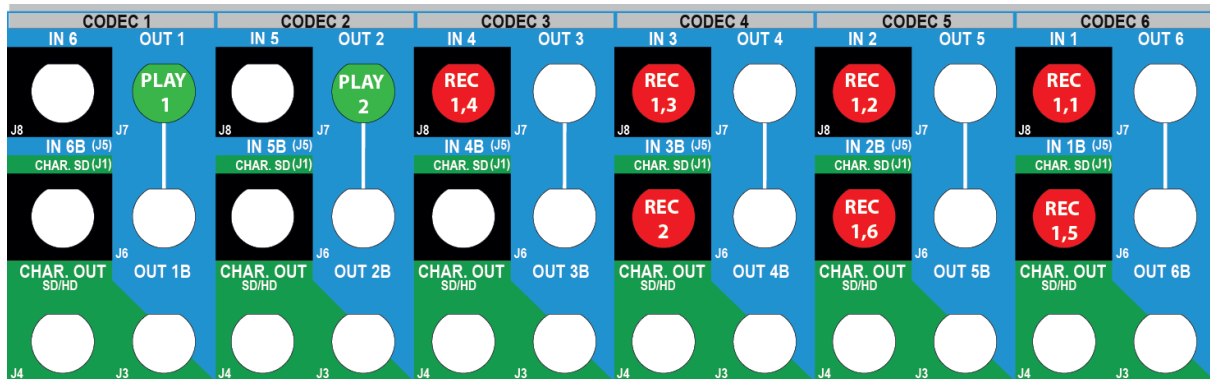 CODEC 1 CODEC 2 CODEC 3 CODEC 4 CODEC 5 CODEC 6
IN 6 OUT 1 IN 5 OUT 2 IN 4 OUT 3 IN 3 OUT 4 IN 2 OUT 5 IN 1 OUT 6
PLAY PLAY REC REC REC REC
1 2 1,4 1,3 1,2 1,1
J8 J7 J8 J7 J8 J7 J8 J7 J8 J7 J8 J7
IN 6B (J5) IN 5B (J5) IN 4B (J5) IN 3B (J5) IN 2B (J5) IN 1B (J5)
CHAR. SD (J1) CHAR. SD (J1) CHAR. SD (J1) CHAR. SD (J1) CHAR. SD (J1) CHAR. SD (J1)
REC REC REC
2 1,6 1,5
J6 J6 J6 J6 J6 J6
CHAR. OUT OUT 1B CHAR. OUT OUT 2B CHAR. OUT OUT 3B CHAR. OUT OUT 4B CHAR. OUT OUT 5B CHAR. OUT OUT 6B
SD/HD SD/HD SD/HD SD/HD SD/HD SD/HD
J4 J3 J4 J3 J4 J3 J4 J3 J4 J3 J4 J3